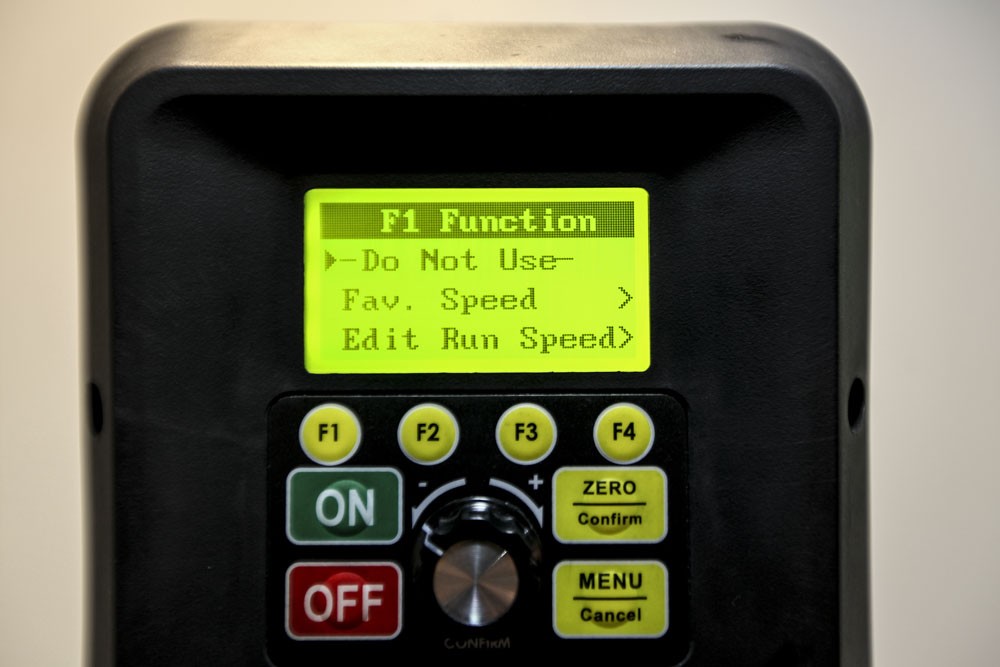 F1 Function
-Do Not Use-
Fav. Speed >
Edit Run Speed>
F1 F2 F3 F4
- +
ON
ZERO
Confirm
OFF
MENU
Cancel
CONFIRM